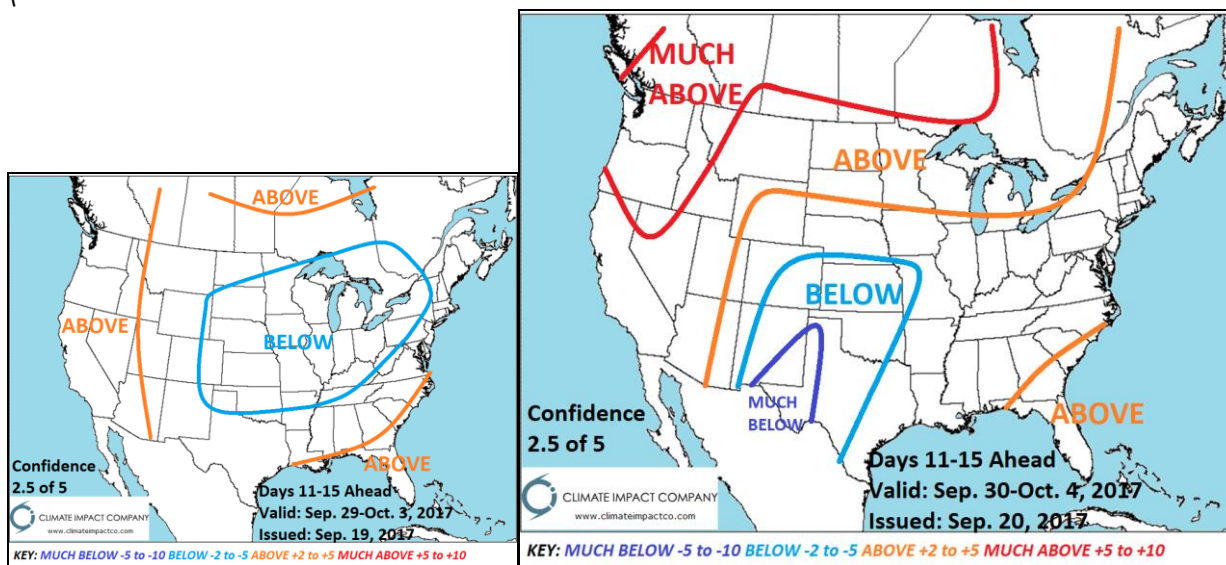 ABOVE
ABOVE
BELOW
ABOVE
Confidence
2.5 of 5
Days 11-15 Ahead
Valid: Sep. 29-Oct. 3, 2017
Issued: Sep. 19, 2017
CLIMATE IMPACT COMPANY
www.climateimpactco.com
KEY: MUCH BELOW -5 to -10 BELOW -2 to -5 ABOVE +2 to +5 MUCH ABOVE +5 to +10
MUCH
ABOVE
ABOVE
BELOW
MUCH
BELOW
ABOVE
Confidence
2.5 of 5
Days 11-15 Ahead
Valid: Sep. 30-Oct. 4, 2017
Issued: Sep. 20, 2017
CLIMATE IMPACT COMPANY
www.climateimpactco.com
KEY: MUCH BELOW -5 to -10 BELOW -2 to -5 ABOVE +2 to +5 MUCH ABOVE +5 to +10